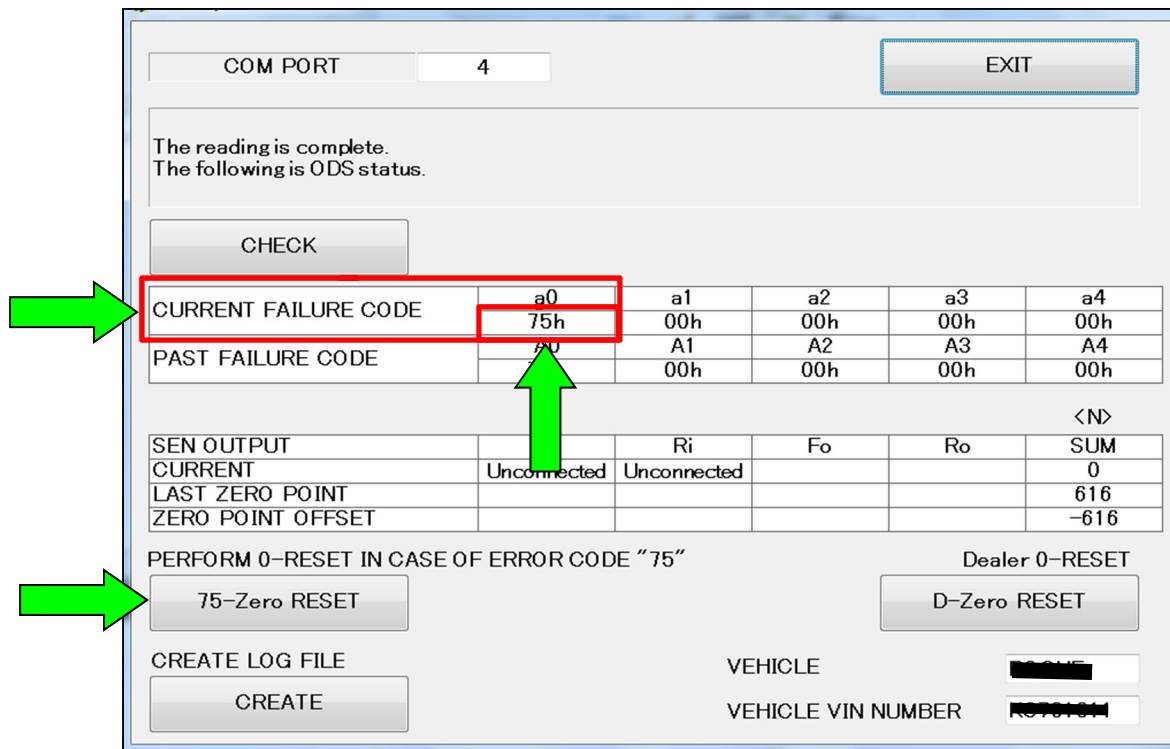 COM PORT 4 EXIT
The reading is complete.
The following is ODS status.
CHECK
CURRENT FAILURE CODE a0 a1 a2 a3 a4
75h 00h 00h 00h 00h
PAST FAILURE CODE A0 A1 A2 A3 A4
00h 00h 00h 00h
<N>
SEN OUTPUT Ri Fo Ro SUM
CURRENT Unconnected Unconnected 0
LAST ZERO POINT 616
ZERO POINT OFFSET -616
PERFORM 0-RESET IN CASE OF ERROR CODE "75" Dealer 0-RESET
75-Zero RESET D-Zero RESET
CREATE LOG FILE
CREATE
VEHICLE
VEHICLE VIN NUMBER